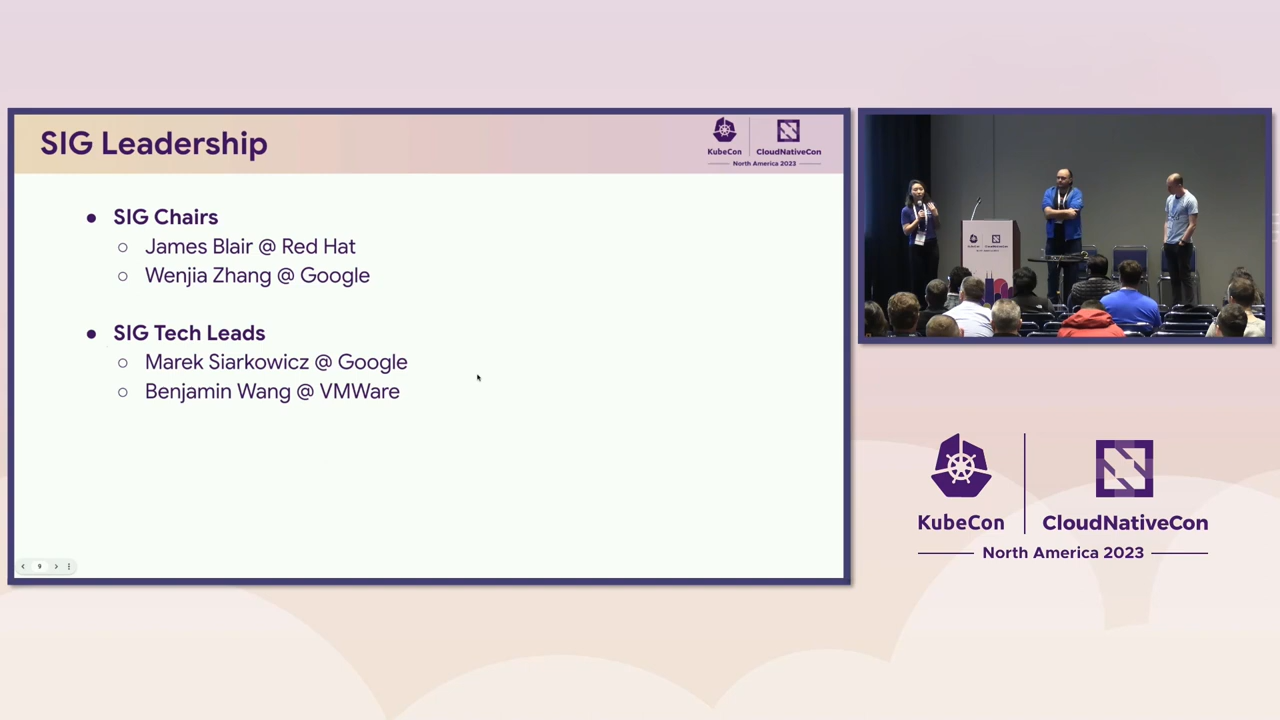 SIG Leadership
KubeCon
CloudNativeCon
North America 2023
● SIG Chairs
○ James Blair @ Red Hat
○ Wenjia Zhang @ Google
● SIG Tech Leads
○ Marek Siarkowicz @ Google
○ Benjamin Wang @ VMWare
9
KubeCon
CloudNativeCon
North America 2023